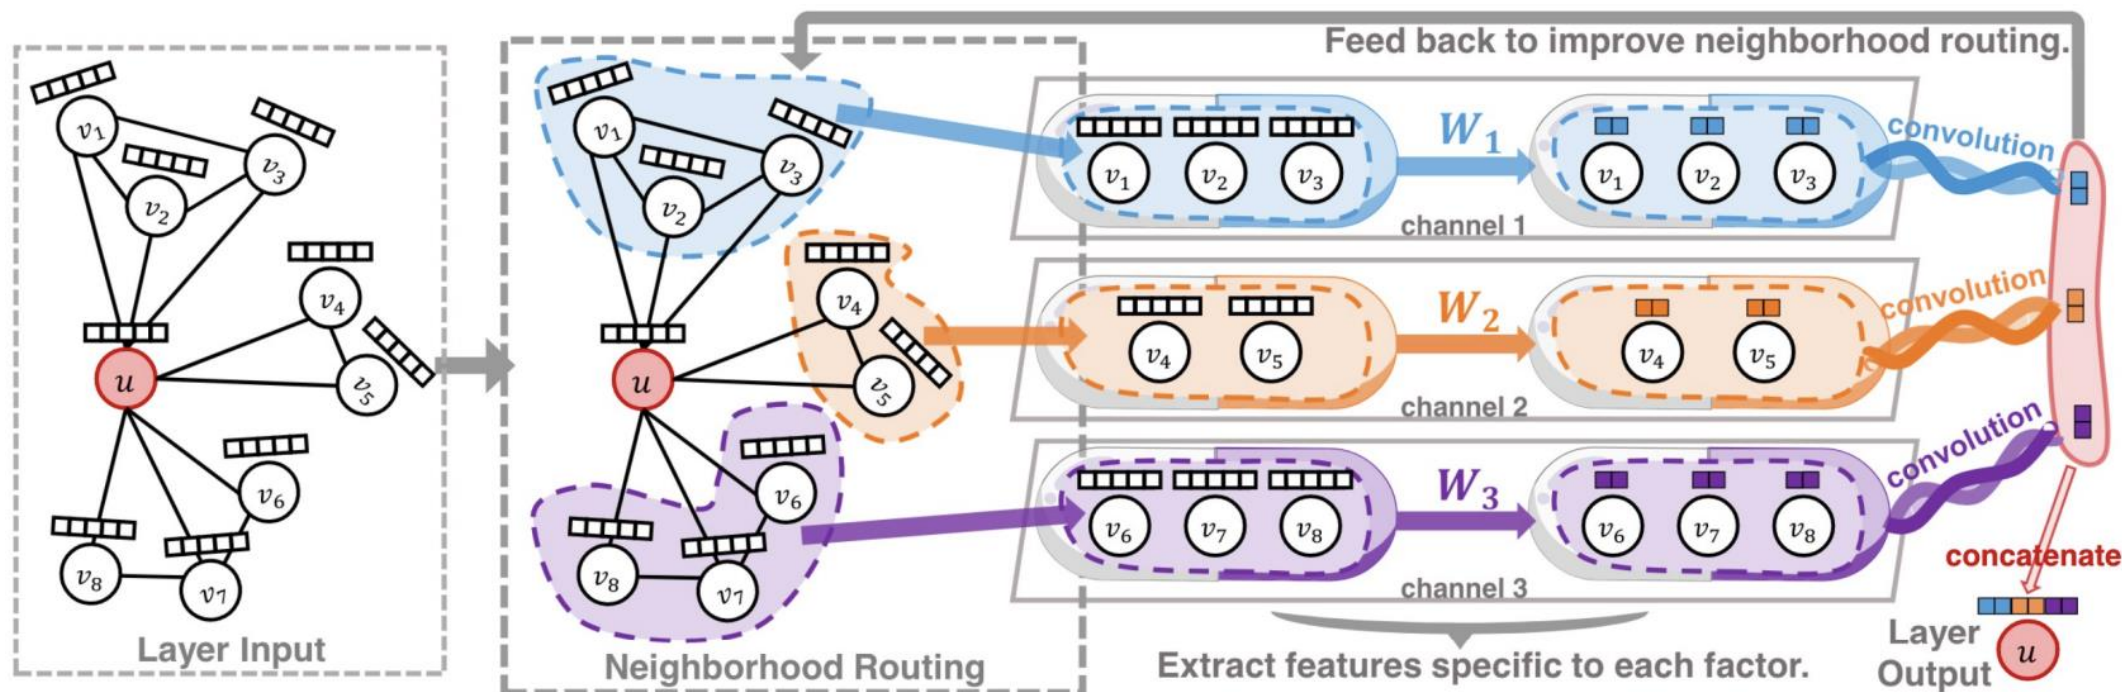 Feed back to improve neighborhood routing.
v₁
v₃
v₂
v₄
u
v₅
v₆
v₈
v₇
Layer Input
v₁
v₃
v₂
v₄
u
v₅
v₆
v₈
v₇
Neighborhood Routing
v₁ v₂ v₃
W₁
v₁ v₂ v₃
convolution
channel 1
v₄ v₅
W₂
v₄ v₅
convolution
channel 2
v₆ v₇ v₈
W₃
v₆ v₇ v₈
convolution
channel 3
Extract features specific to each factor.
concatenate
Layer
Output
u